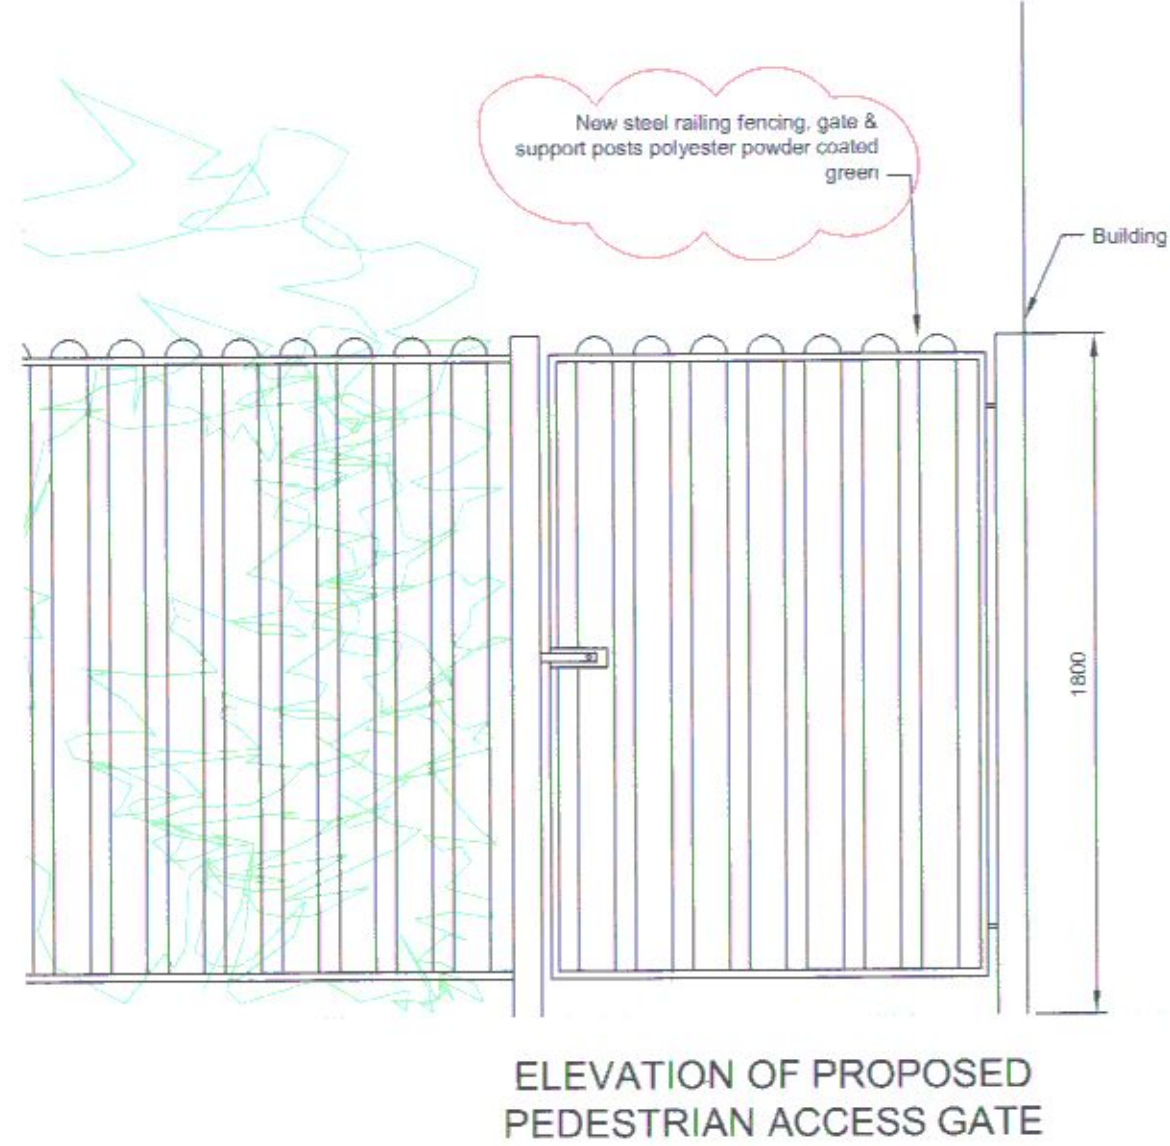 New steel railing fencing, gate &
support posts polyester powder coated
green
Building
1800
ELEVATION OF PROPOSED
PEDESTRIAN ACCESS GATE